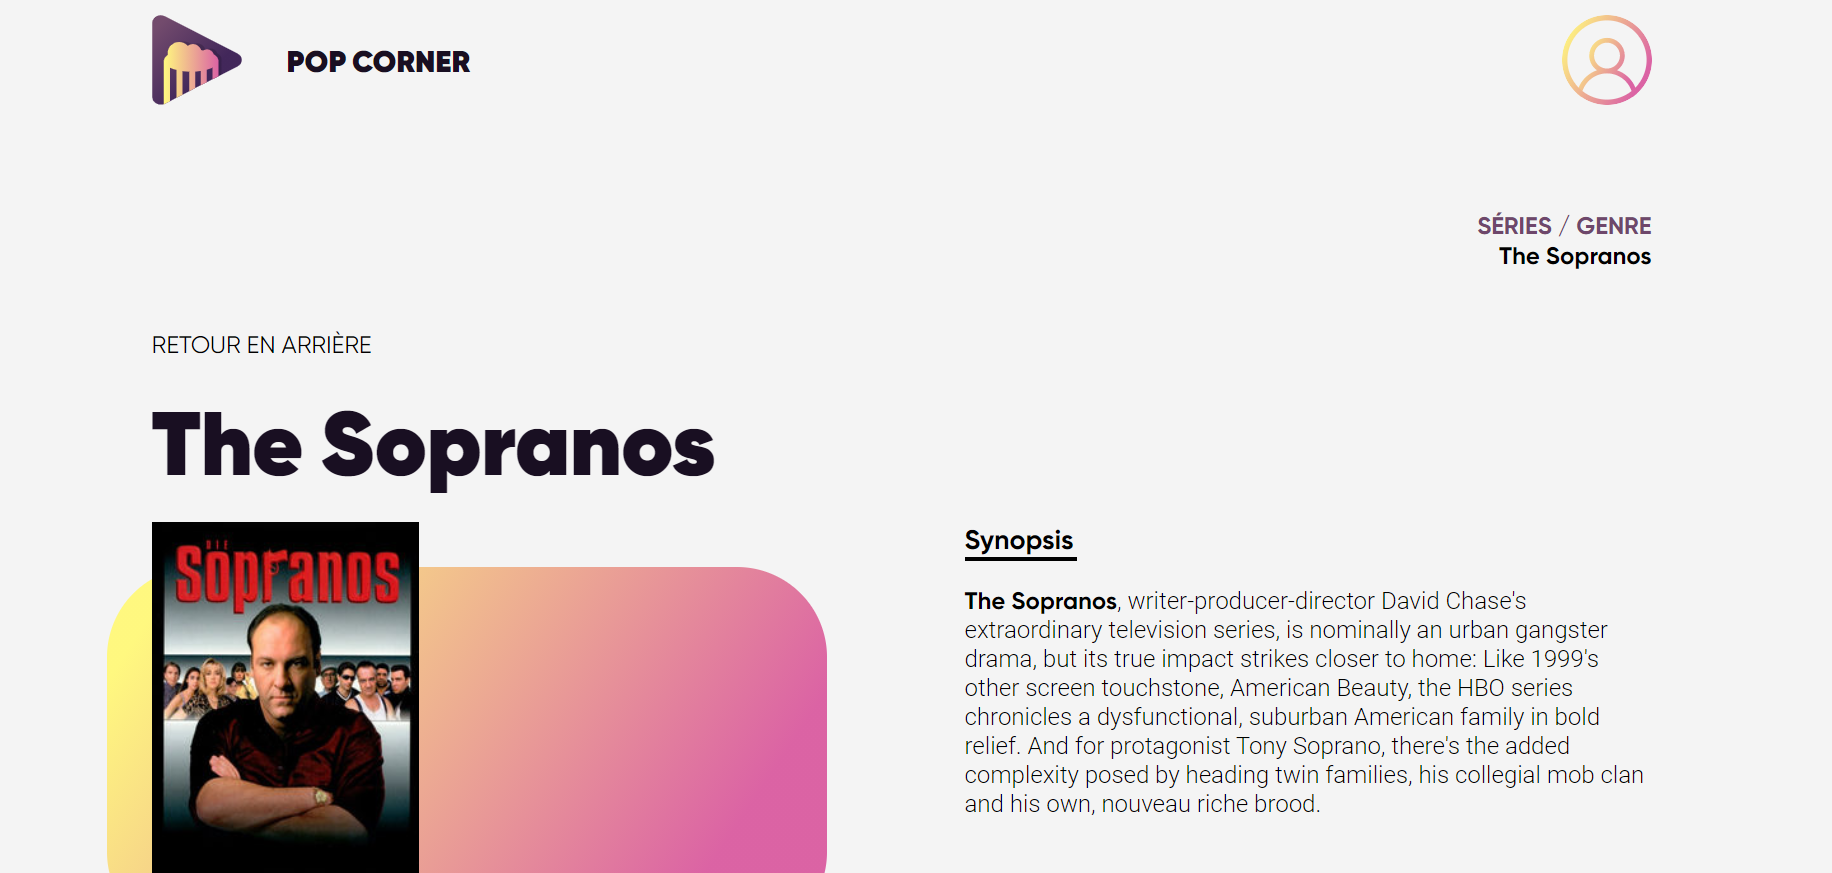 POP CORNER
SÉRIES / GENRE
The Sopranos
RETOUR EN ARRIÈRE
The Sopranos
DIE
Sopranos
Synopsis
The Sopranos, writer-producer-director David Chase's
extraordinary television series, is nominally an urban gangster
drama, but its true impact strikes closer to home: Like 1999's
other screen touchstone, American Beauty, the HBO series
chronicles a dysfunctional, suburban American family in bold
relief. And for protagonist Tony Soprano, there's the added
complexity posed by heading twin families, his collegial mob clan
and his own, nouveau riche brood.